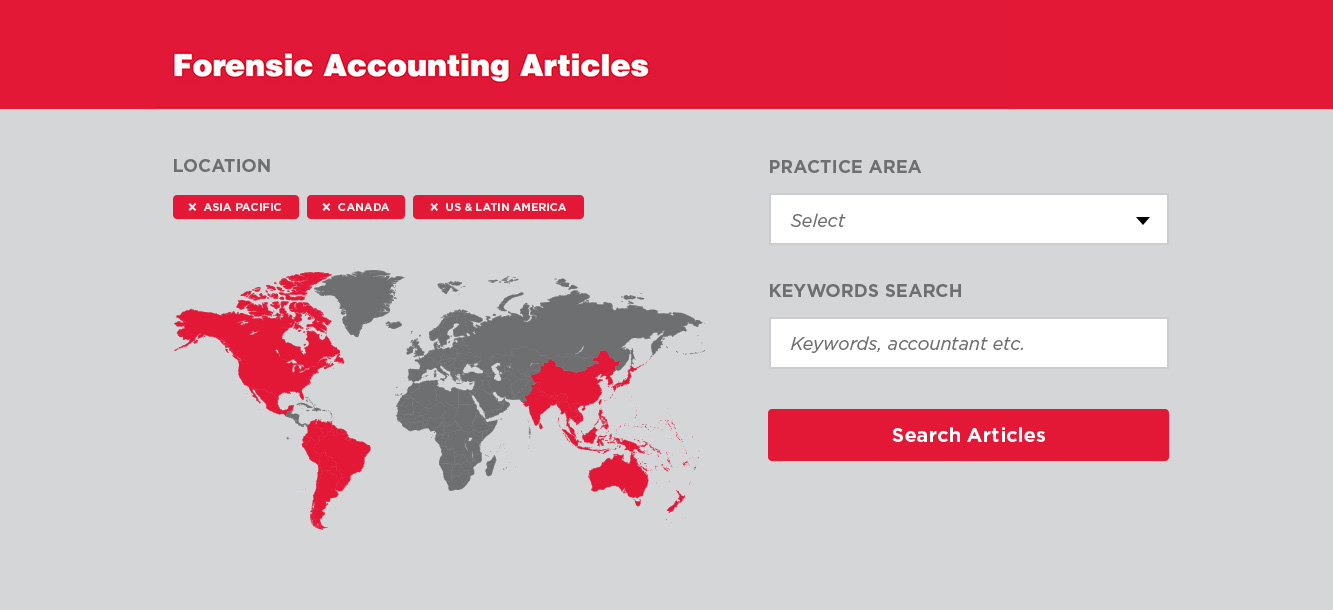 Forensic Accounting Articles
LOCATION
× ASIA PACIFIC × CANADA × US & LATIN AMERICA
PRACTICE AREA
Select
KEYWORDS SEARCH
Keywords, accountant etc.
Search Articles